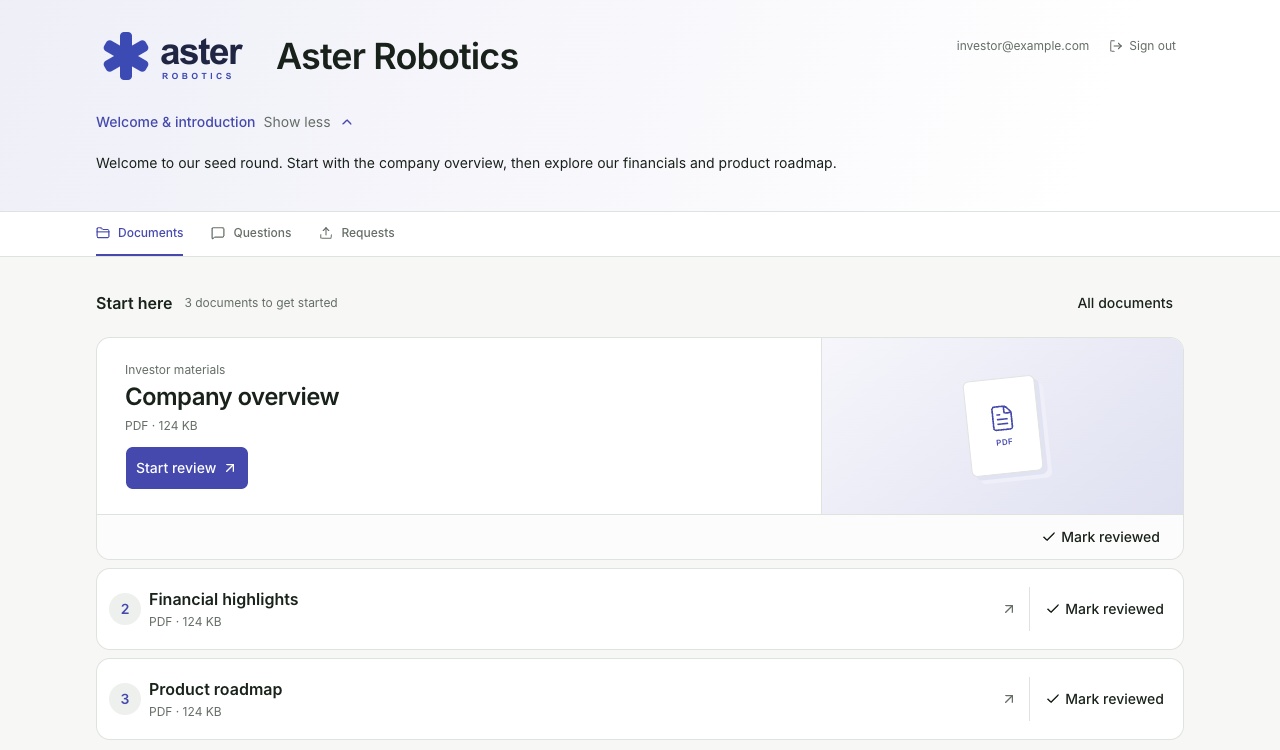 aster
ROBOTICS
Aster Robotics
investor@example.com
Sign out
Welcome & introduction Show less
Welcome to our seed round. Start with the company overview, then explore our financials and product roadmap.
Documents
Questions
Requests
Start here
3 documents to get started
All documents
Investor materials
Company overview
PDF · 124 KB
Start review
PDF
Mark reviewed
2
Financial highlights
PDF · 124 KB
Mark reviewed
3
Product roadmap
PDF · 124 KB
Mark reviewed